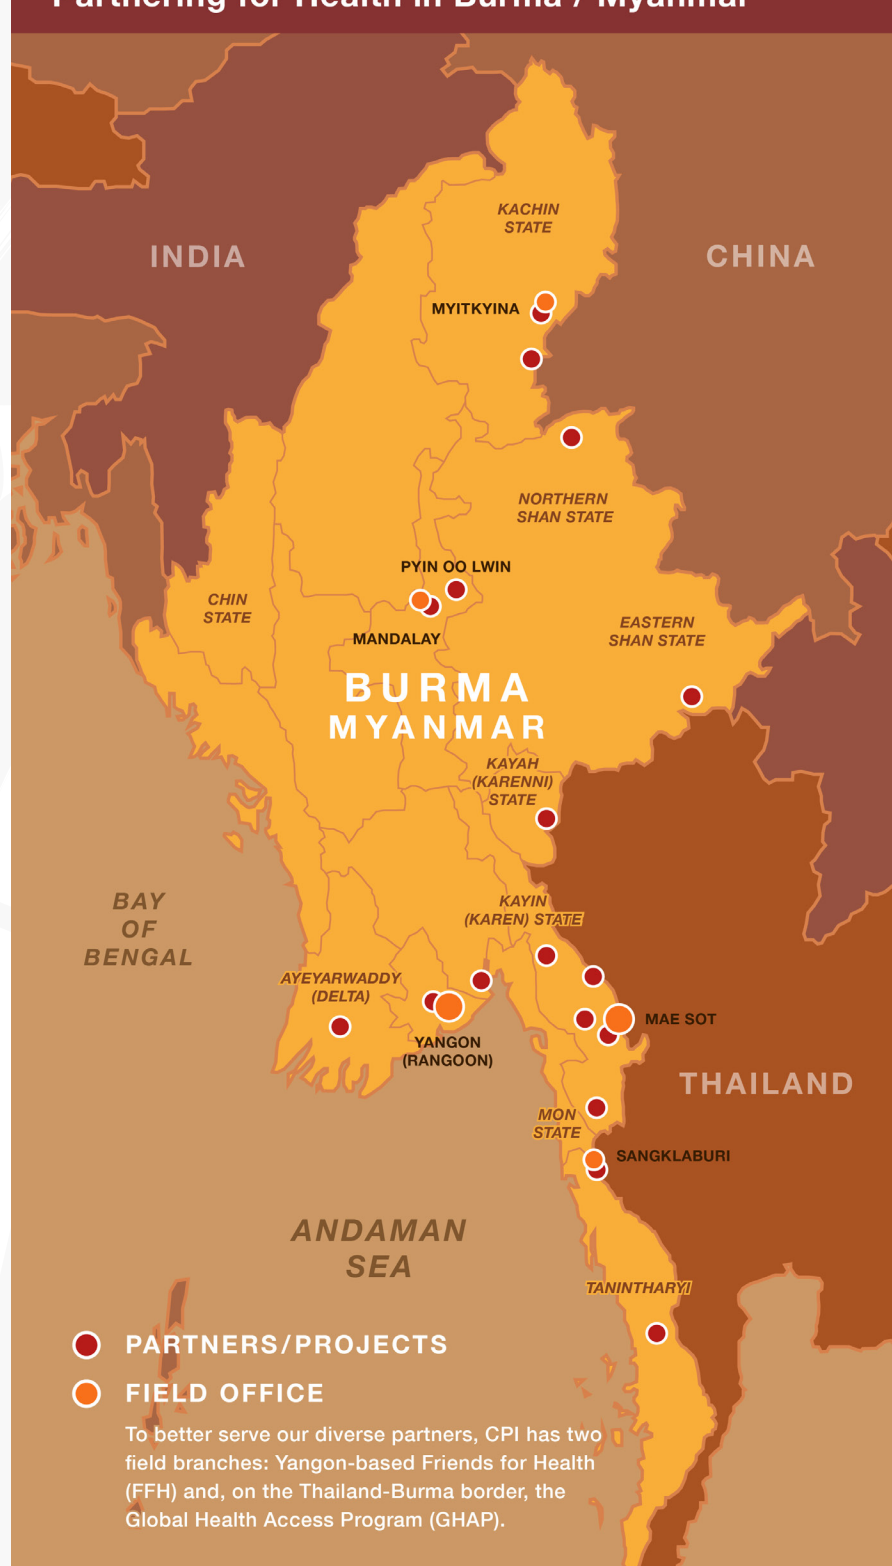 Partnering for Health in Burma / Myanmar
KACHIN
STATE
INDIA
CHINA
MYITKYINA
NORTHERN
SHAN STATE
PYIN OO LWIN
CHIN
STATE
EASTERN
SHAN STATE
MANDALAY
BURMA
MYANMAR
KAYAH
(KARENNI)
STATE
BAY
OF
BENGAL
KAYIN
(KAREN) STATE
AYEYARWADDY
(DELTA)
MAE SOT
YANGON
(RANGOON)
THAILAND
MON
STATE
SANGKLABURI
ANDAMAN
SEA
TANINTHARYI
PARTNERS/PROJECTS
FIELD OFFICE
To better serve our diverse partners, CPI has two
field branches: Yangon-based Friends for Health
(FFH) and, on the Thailand-Burma border, the
Global Health Access Program (GHAP).